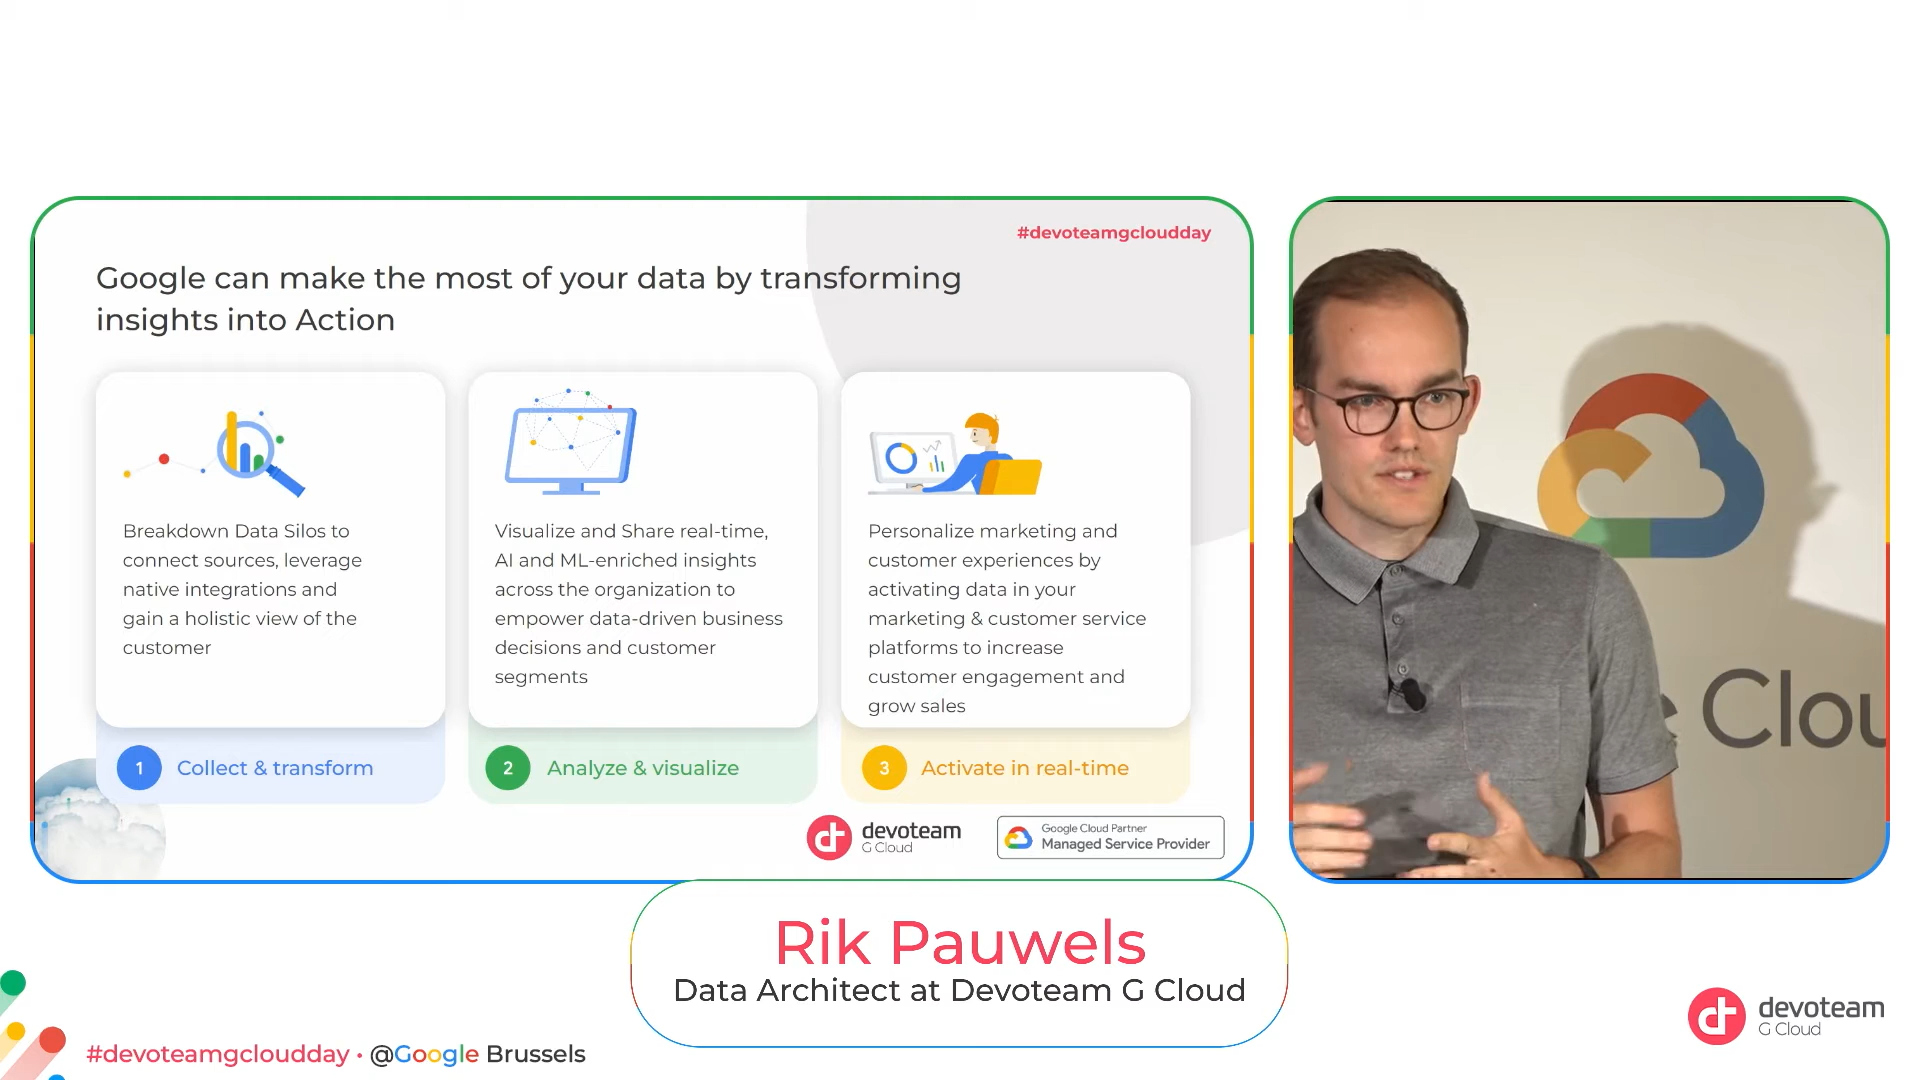 #devoteamgcloudday
Google can make the most of your data by transforming
insights into Action
Breakdown Data Silos to
connect sources, leverage
native integrations and
gain a holistic view of the
customer
1 Collect & transform
Visualize and Share real-time,
AI and ML-enriched insights
across the organization to
empower data-driven business
decisions and customer
segments
2 Analyze & visualize
Personalize marketing and
customer experiences by
activating data in your
marketing & customer service
platforms to increase
customer engagement and
grow sales
3 Activate in real-time
devoteam
G Cloud
Google Cloud Partner
Managed Service Provider
e Clou
Rik Pauwels
Data Architect at Devoteam G Cloud
#devoteamgcloudday • @Google Brussels
devoteam
G Cloud